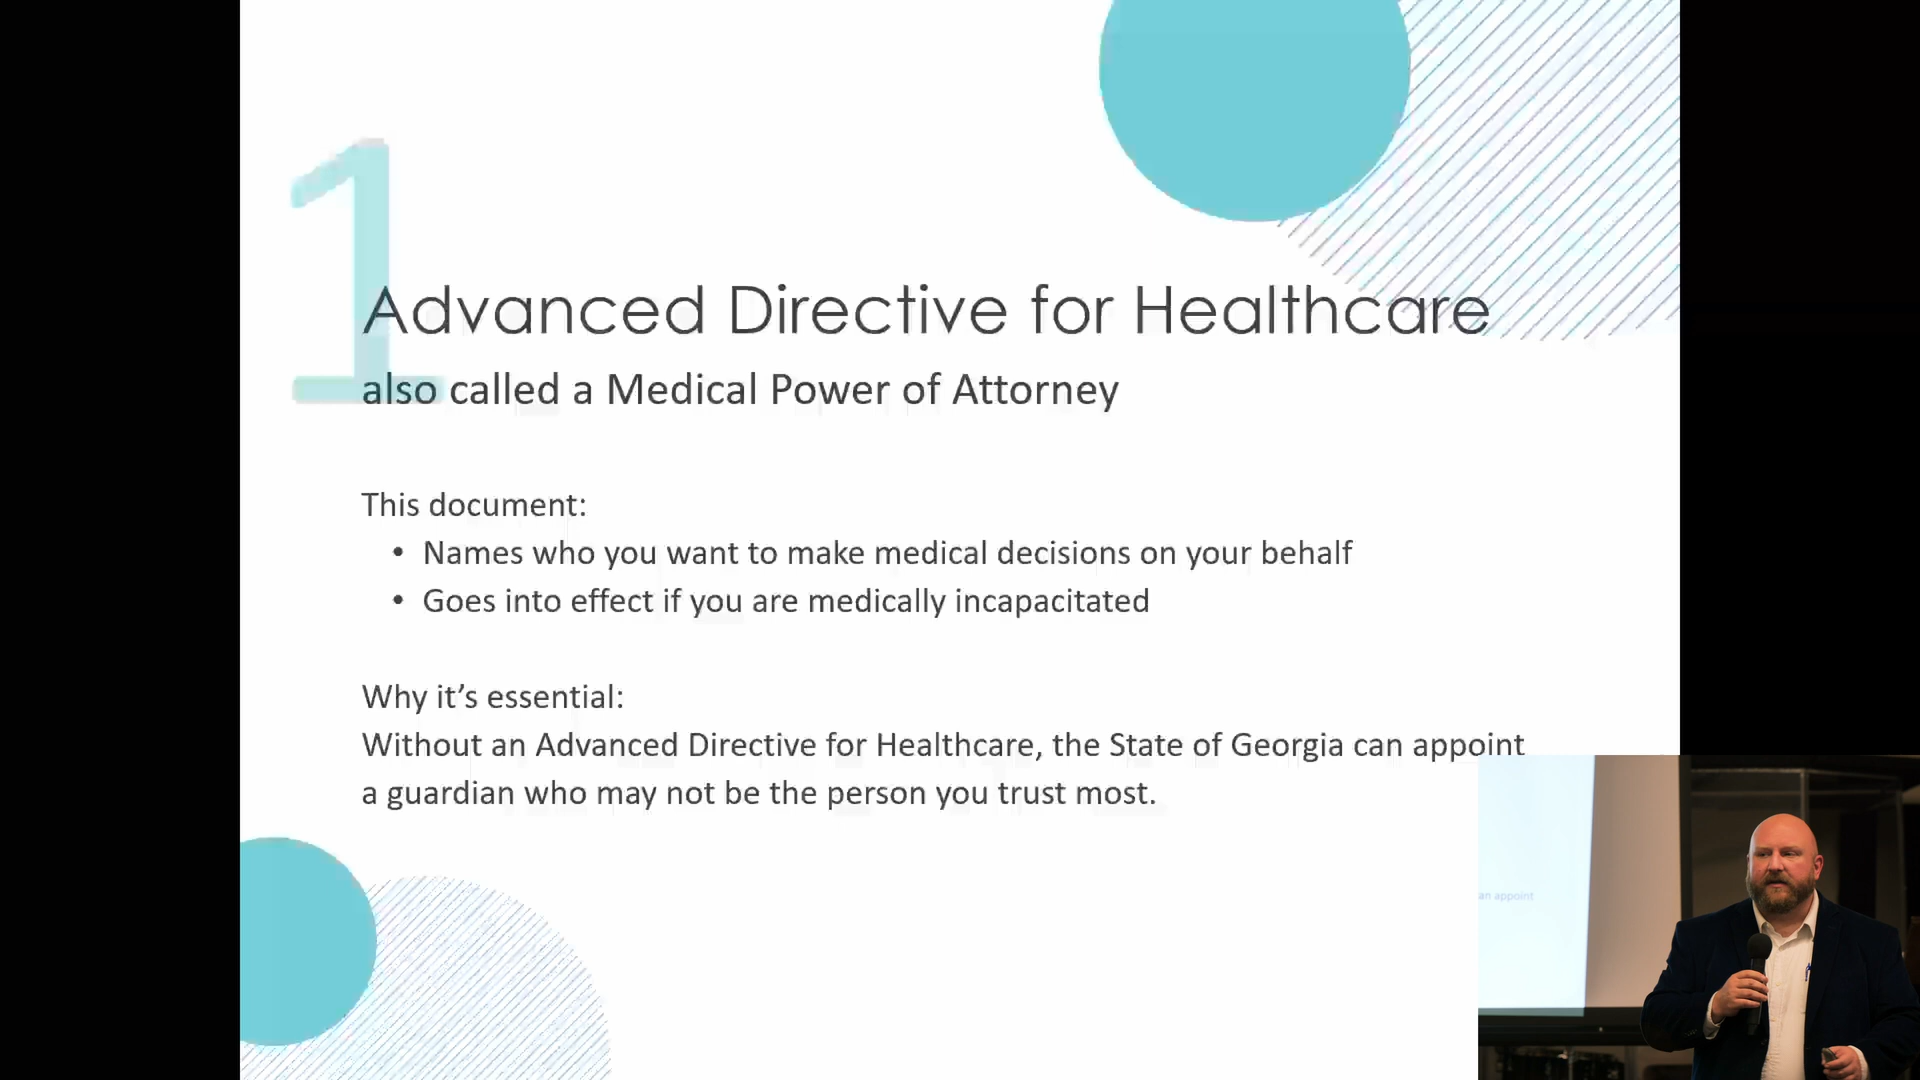 1
Advanced Directive for Healthcare
also called a Medical Power of Attorney
This document:
• Names who you want to make medical decisions on your behalf
• Goes into effect if you are medically incapacitated
Why it’s essential:
Without an Advanced Directive for Healthcare, the State of Georgia can appoint
a guardian who may not be the person you trust most.
an appoint